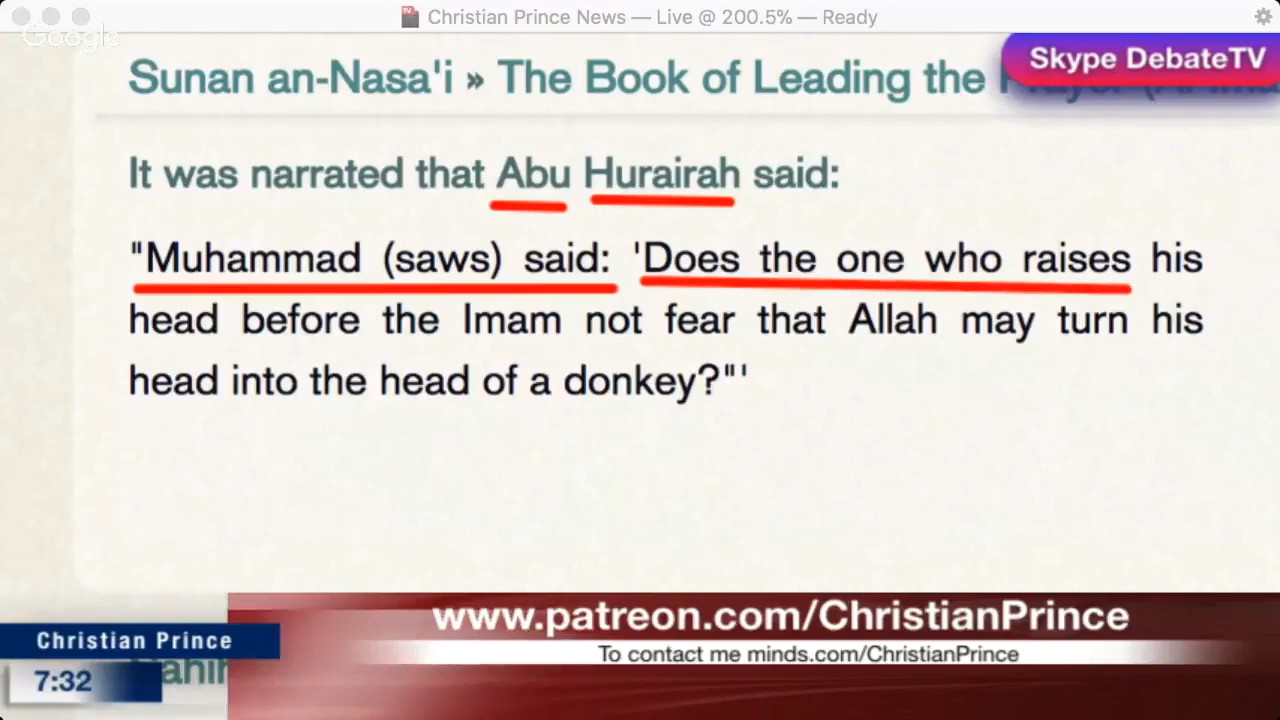 Christian Prince News — Live @ 200.5% — Ready
Google
Skype DebateTV
Sunan an-Nasa'i » The Book of Leading the Prayer
It was narrated that Abu Hurairah said:
"Muhammad (saws) said: 'Does the one who raises his
head before the Imam not fear that Allah may turn his
head into the head of a donkey?"'
www.patreon.com/ChristianPrince
Christian Prince
To contact me minds.com/ChristianPrince
7:32